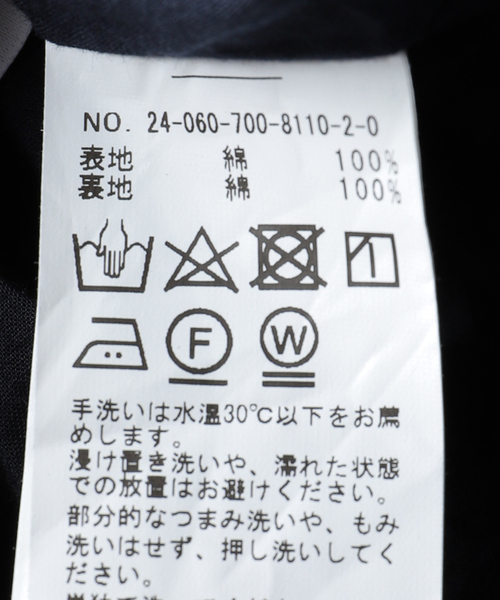 NO. 24-060-700-8110-2-0
表地 綿 100%
裏地 綿 100%
F W
手洗いは水温30℃以下をお薦
めします。
浸け置き洗いや、濡れた状態
での放置はお避けください。
部分的なつまみ洗いや、もみ
洗いはせず、押し洗いしてく
ださい。